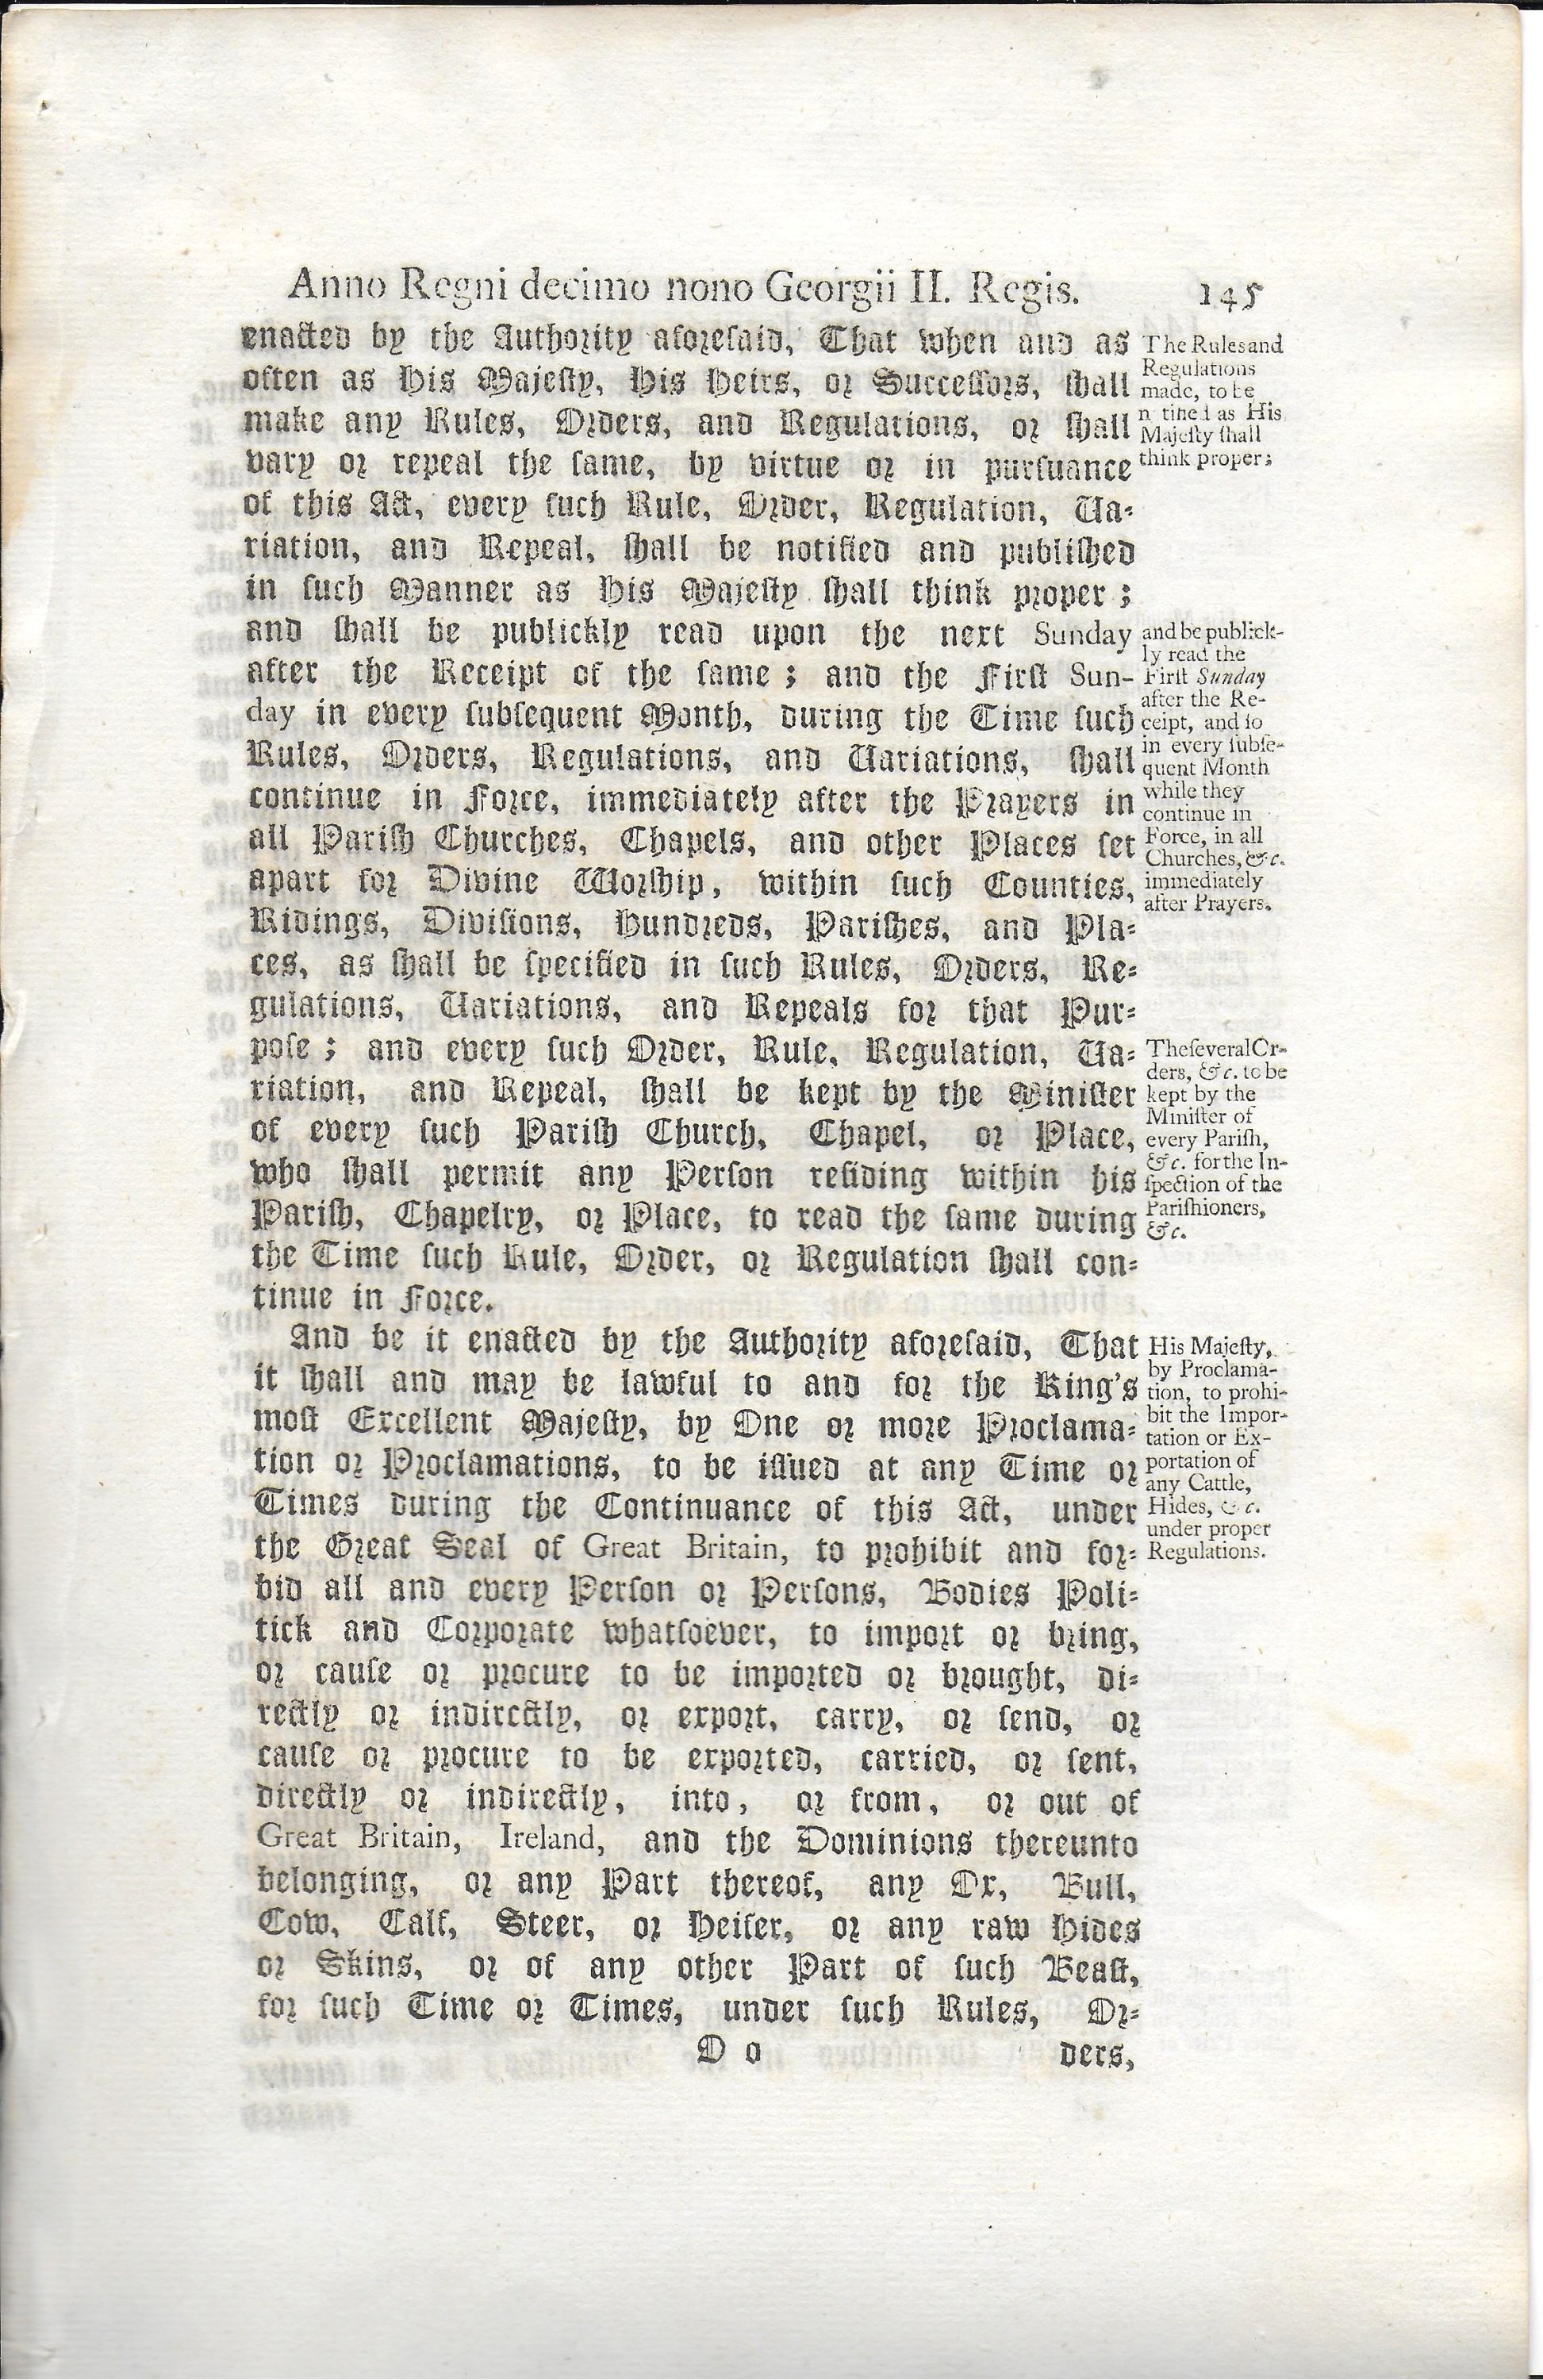 Anno Regni decimo nono Georgii II. Regis. 145
enacted by the Authority aforeſaid, That when and as
often as His Majeſty, His Heirs, or Succeſſors, ſhall
make any Rules, Orders, and Regulations, or ſhall
vary or repeal the ſame, by virtue or in purſuance
of this Act, every ſuch Rule, Order, Regulation, Va-
riation, and Repeal, ſhall be notified and publiſhed
in ſuch Manner as His Majeſty ſhall think proper;
and ſhall be publickly read upon the next Sunday
after the Receipt of the ſame; and the Firſt Sun-
day in every ſubſequent Month, during the Time ſuch
Rules, Orders, Regulations, and Variations, ſhall
continue in Force, immediately after the Prayers in
all Pariſh Churches, Chapels, and other Places ſet
apart for Divine Worſhip, within ſuch Counties,
Ridings, Diviſions, Hundreds, Pariſhes, and Pla-
ces, as ſhall be ſpecified in ſuch Rules, Orders, Re-
gulations, Variations, and Repeals for that Pur-
poſe; and every ſuch Order, Rule, Regulation, Va-
riation, and Repeal, ſhall be kept by the Miniſter
of every ſuch Pariſh Church, Chapel, or Place,
who ſhall permit any Perſon reſiding within his
Pariſh, Chapelry, or Place, to read the ſame during
the Time ſuch Rule, Order, or Regulation ſhall con-
tinue in Force.
And be it enacted by the Authority aforeſaid, That
it ſhall and may be lawful to and for the King's
moſt Excellent Majeſty, by One or more Proclama-
tion or Proclamations, to be iſſued at any Time or
Times during the Continuance of this Act, under
the Great Seal of Great Britain, to prohibit and for-
bid all and every Perſon or Perſons, Bodies Poli-
tick and Corporate whatſoever, to import or bring,
or cauſe or procure to be imported or brought, di-
rectly or indirectly, or export, carry, or ſend, or
cauſe or procure to be exported, carried, or ſent,
directly or indirectly, into, or from, or out of
Great Britain, Ireland, and the Dominions thereunto
belonging, or any Part thereof, any Ox, Bull,
Cow, Calf, Steer, or Heifer, or any raw Hides
or Skins, or of any other Part of ſuch Beaſt,
for ſuch Time or Times, under ſuch Rules, Or-
O o ders,
The Rules and
Regulations
made, to be
n tified as His
Majeſty ſhall
think proper;
and be publick-
ly read the
Firſt Sunday
after the Re-
ceipt, and ſo
in every ſubſe-
quent Month
while they
continue in
Force, in all
Churches, &c.
immediately
after Prayers.
The ſeveral Or-
ders, &c. to be
kept by the
Miniſter of
every Pariſh,
&c. for the In-
ſpection of the
Pariſhioners,
&c.
His Majeſty,
by Proclama-
tion, to prohi-
bit the Impor-
tation or Ex-
portation of
any Cattle,
Hides, &c.
under proper
Regulations.